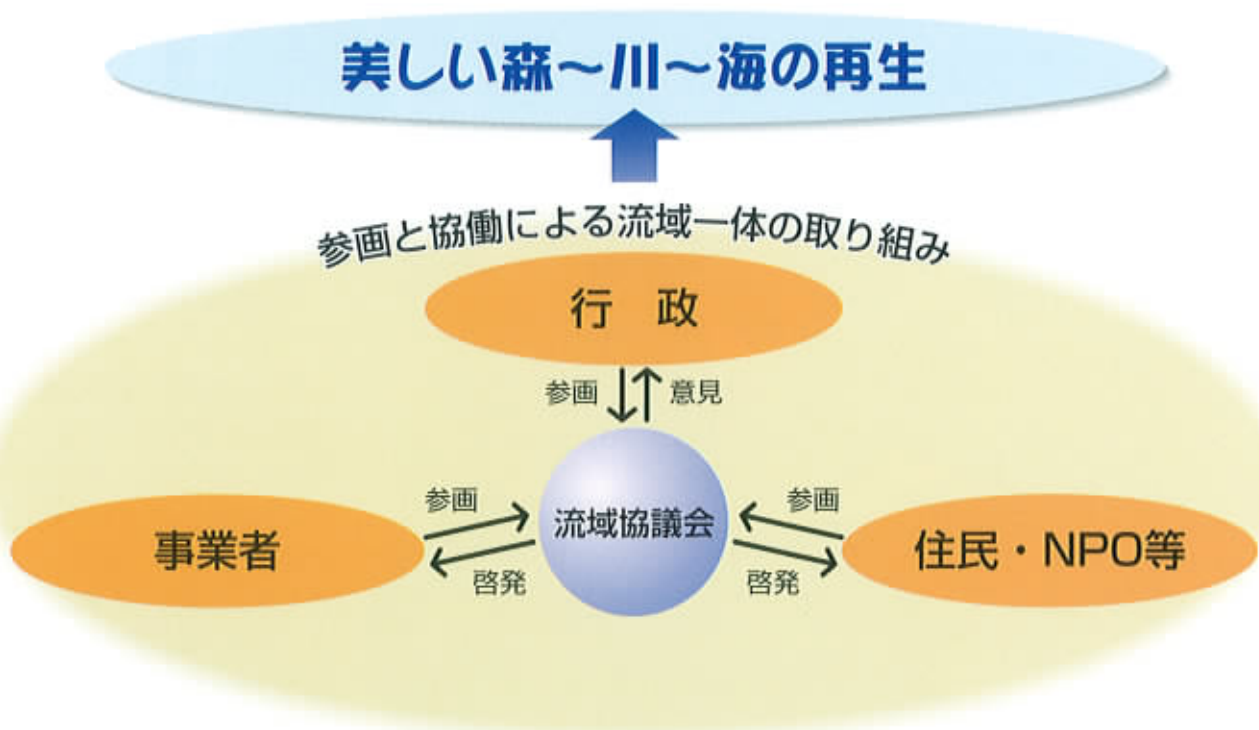 美しい森～川～海の再生
参画と協働による流域一体の取り組み
行 政
参画
意見
参画
流域協議会
参画
事業者
住民・NPO等
啓発
啓発